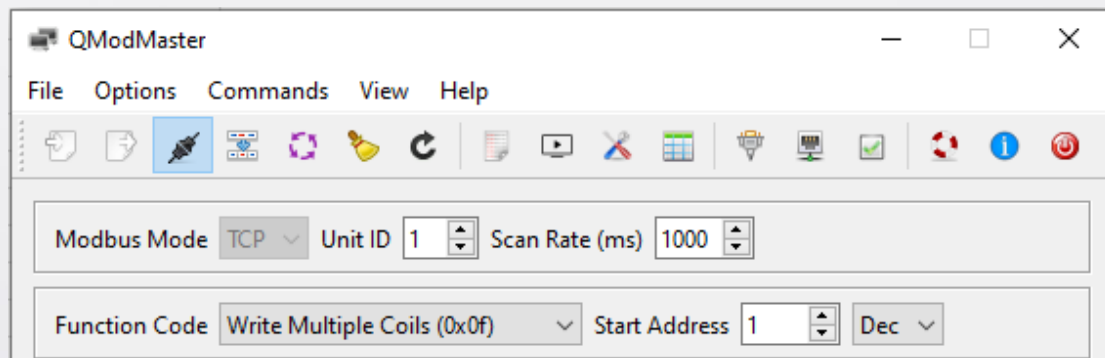 QModMaster
File Options Commands View Help
Modbus Mode TCP Unit ID 1 Scan Rate (ms) 1000
Function Code Write Multiple Coils (0x0f) Start Address 1 Dec